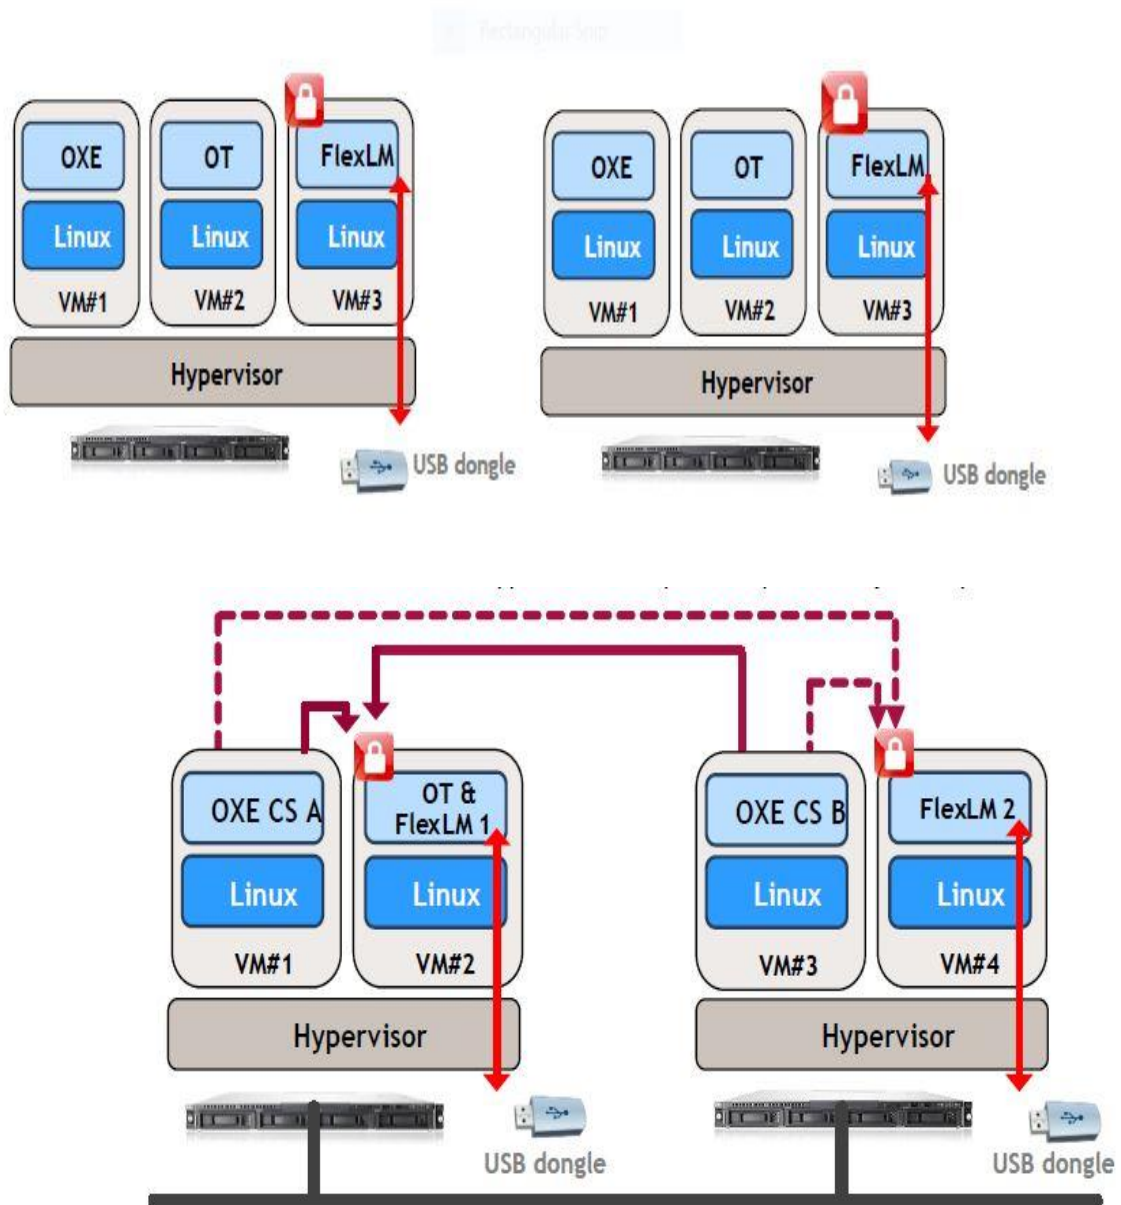 Rectangular Snip
OXE OT FlexLM
Linux Linux Linux
VM#1 VM#2 VM#3
Hypervisor
USB dongle
OXE OT FlexLM
Linux Linux Linux
VM#1 VM#2 VM#3
Hypervisor
USB dongle
OXE CS A
OT &
FlexLM 1
Linux Linux
VM#1 VM#2
Hypervisor
USB dongle
OXE CS B FlexLM 2
Linux Linux
VM#3 VM#4
Hypervisor
USB dongle